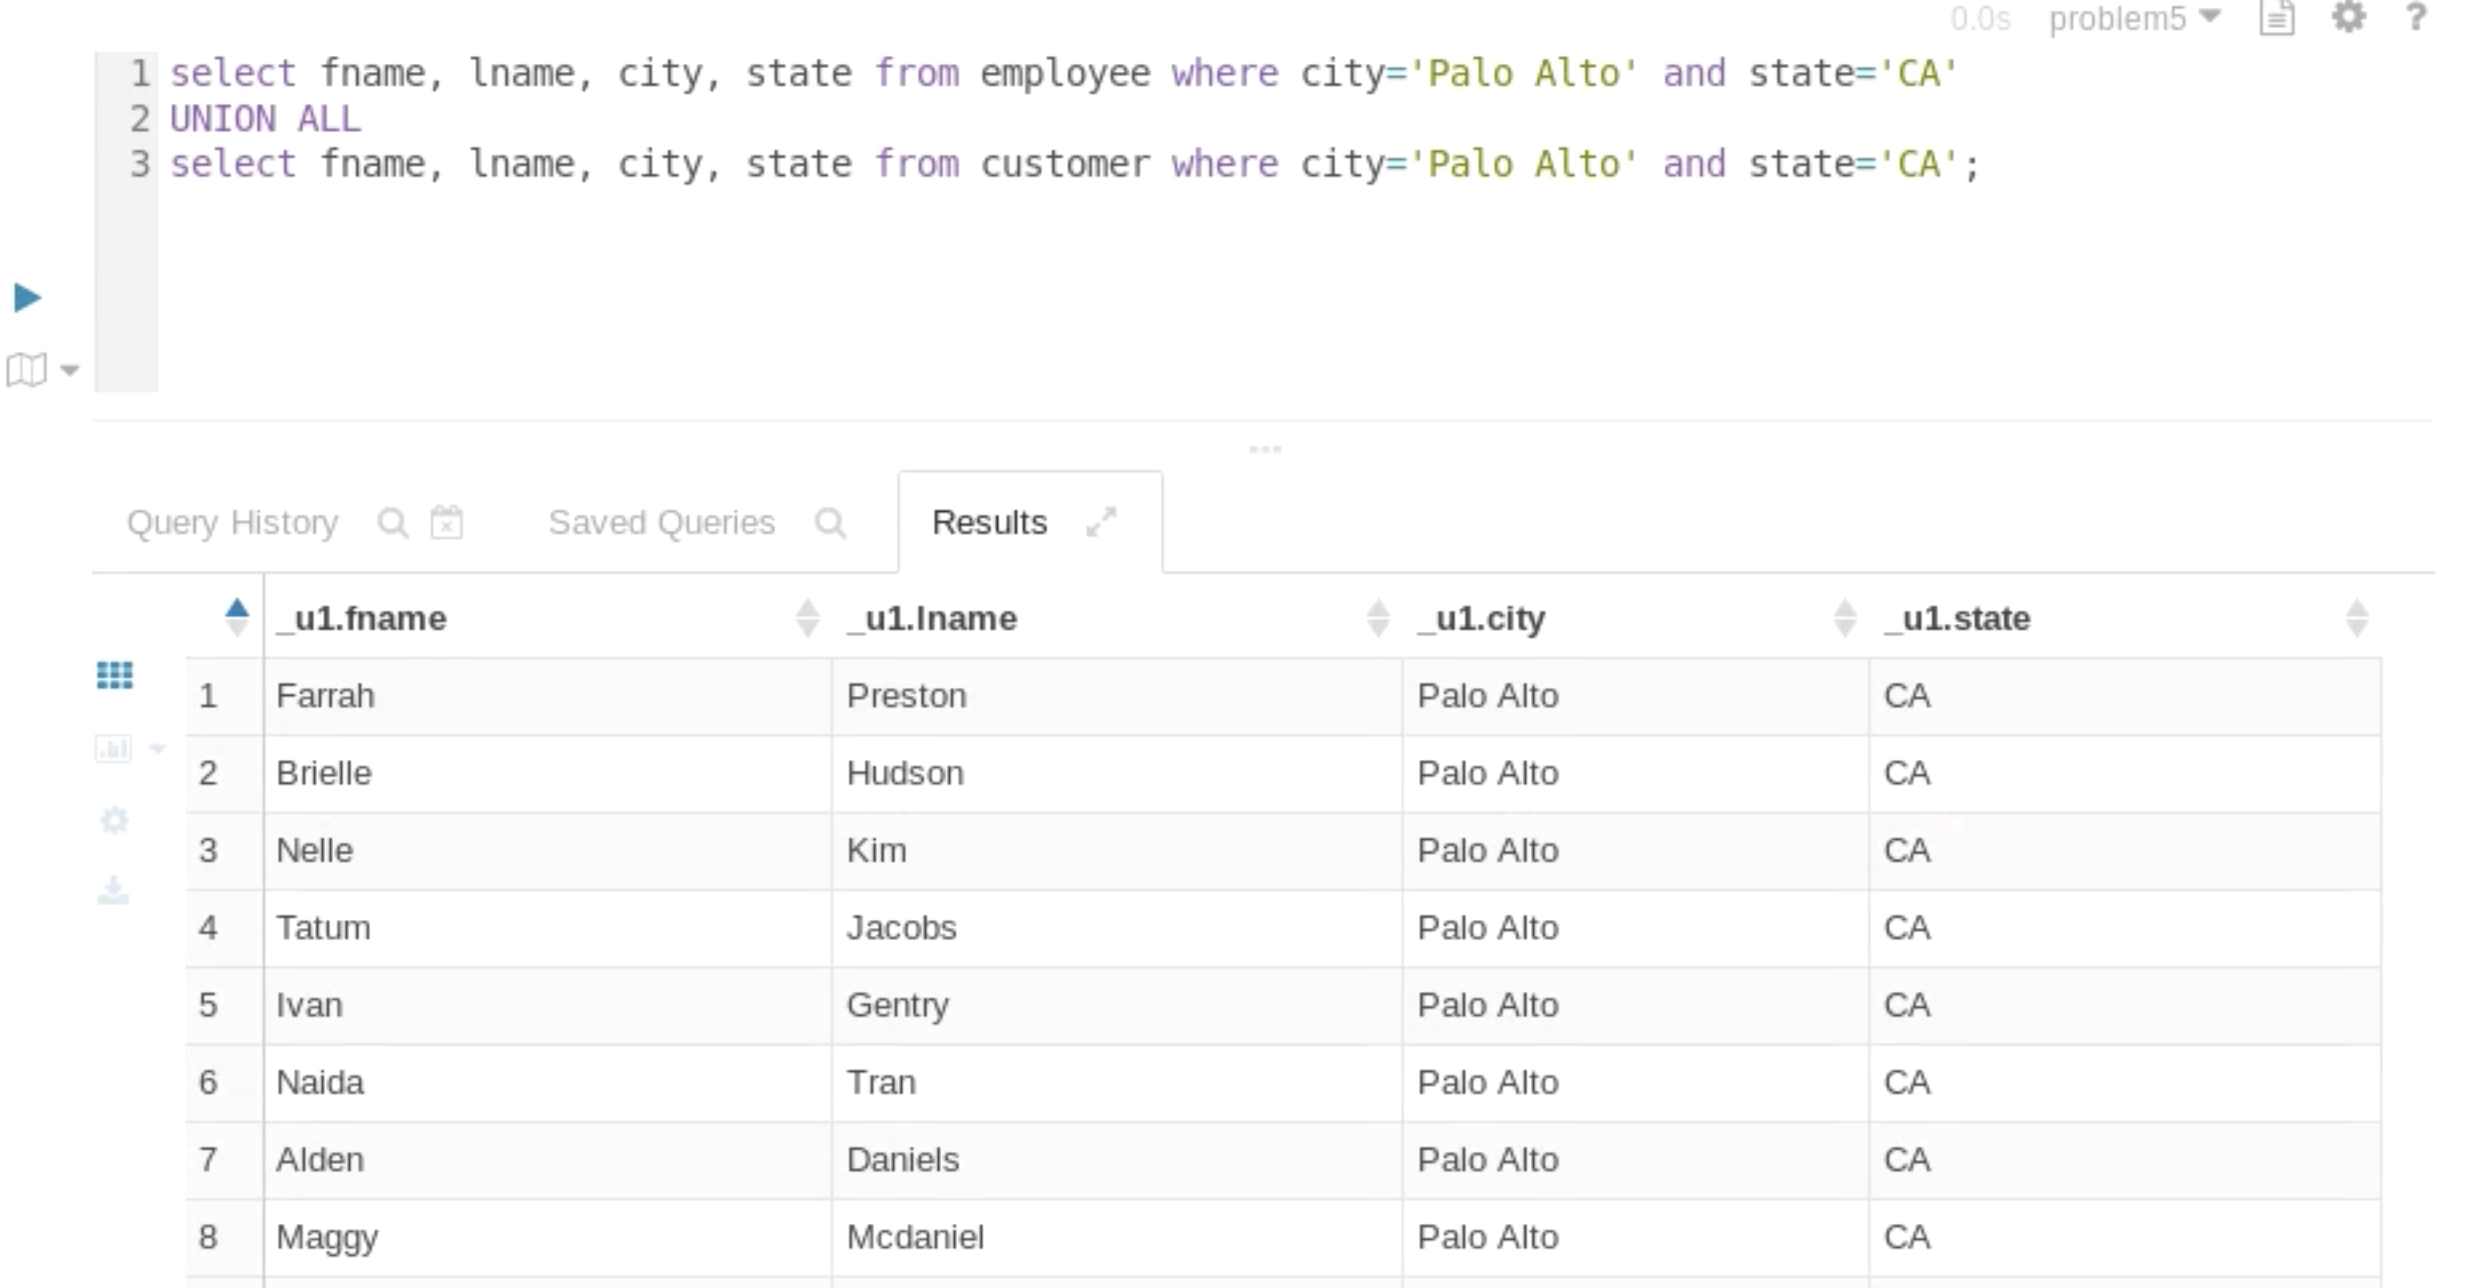 0.0s problem5 ?
1 select fname, lname, city, state from employee where city='Palo Alto' and state='CA'
2 UNION ALL
3 select fname, lname, city, state from customer where city='Palo Alto' and state='CA';
Query History Saved Queries Results
_u1.fname _u1.lname _u1.city _u1.state
1 Farrah Preston Palo Alto CA
2 Brielle Hudson Palo Alto CA
3 Nelle Kim Palo Alto CA
4 Tatum Jacobs Palo Alto CA
5 Ivan Gentry Palo Alto CA
6 Naida Tran Palo Alto CA
7 Alden Daniels Palo Alto CA
8 Maggy Mcdaniel Palo Alto CA